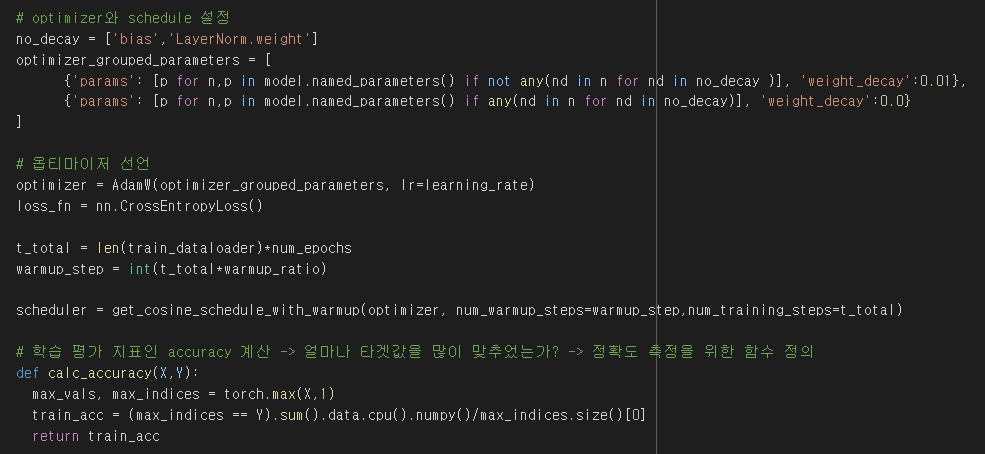 # optimizer와 schedule 설정
no_decay = ['bias','LayerNorm.weight']
optimizer_grouped_parameters = [
      {'params': [p for n,p in model.named_parameters() if not any(nd in n for nd in no_decay )], 'weight_decay':0.01},
      {'params': [p for n,p in model.named_parameters() if any(nd in n for nd in no_decay)], 'weight_decay':0.0}
]

# 옵티마이저 선언
optimizer = AdamW(optimizer_grouped_parameters, lr=learning_rate)
loss_fn = nn.CrossEntropyLoss()

t_total = len(train_dataloader)*num_epochs
warmup_step = int(t_total*warmup_ratio)

scheduler = get_cosine_schedule_with_warmup(optimizer, num_warmup_steps=warmup_step,num_training_steps=t_total)

# 학습 평가 지표인 accuracy 계산 -> 얼마나 타겟값을 많이 맞추었는가? -> 정확도 측정을 위한 함수 정의
def calc_accuracy(X,Y):
  max_vals, max_indices = torch.max(X,1)
  train_acc = (max_indices == Y).sum().data.cpu().numpy()/max_indices.size()[0]
  return train_acc